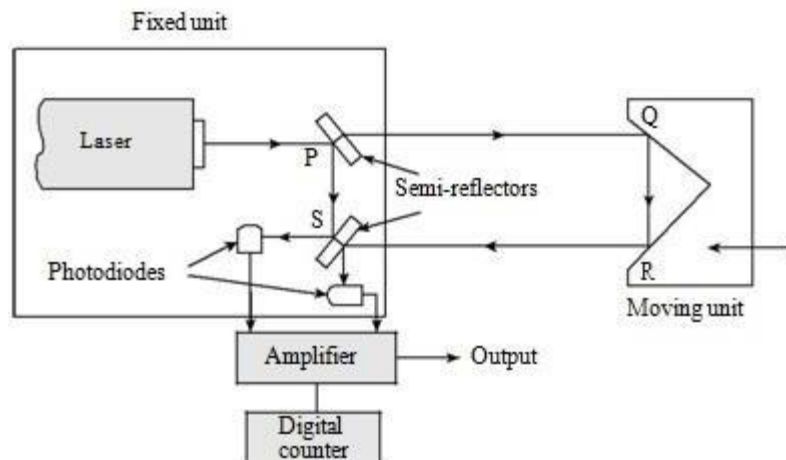 Fixed unit
Laser
P
Q
Semi-reflectors
S
Photodiodes
R
Moving unit
Amplifier
Output
Digital
counter